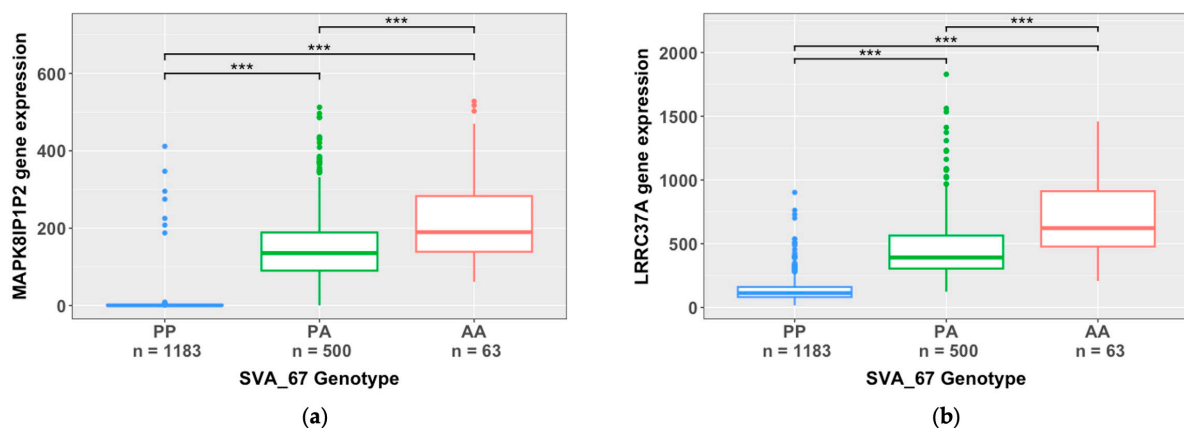 ***
***
***
MAPK8IP1P2 gene expression
600
400
200
0
PP
PA
AA
n = 1183
n = 500
n = 63
SVA_67 Genotype
(a)
***
***
***
LRRC37A gene expression
2000
1500
1000
500
0
PP
PA
AA
n = 1183
n = 500
n = 63
SVA_67 Genotype
(b)